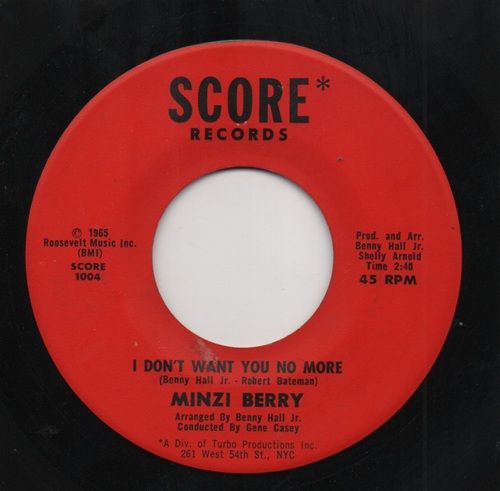 SCORE*
RECORDS
© 1965
Roosevelt Music Inc.
(BMI)
SCORE
1004
Prod. and Arr.
Benny Hall Jr.
Shelly Arnold
Time 2:40
45 RPM
I DON'T WANT YOU NO MORE
(Benny Hall Jr. - Robert Bateman)
MINZI BERRY
Arranged By Benny Hall Jr.
Conducted By Gene Casey
*A Div. of Turbo Productions Inc.
261 West 54th St., NYC